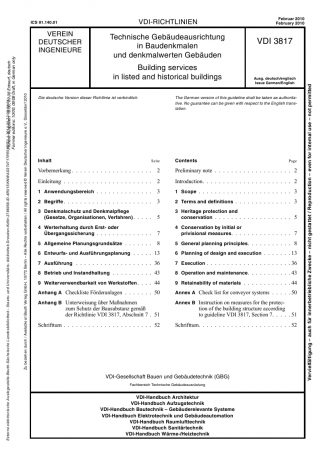 ICS 91.140.01
VDI-RICHTLINIEN
Februar 2010
February 2010
VEREIN
DEUTSCHER
INGENIEURE
Technische Gebäudeausrüstung
in Baudenkmalen
und denkmalwerten Gebäuden
Building services
in listed and historical buildings
VDI 3817
Ausg. deutsch/englisch
Issue German/English
Die deutsche Version dieser Richtlinie ist verbindlich.
The German version of this guideline shall be taken as authorita-
tive. No guarantee can be given with respect to the English trans-
lation.
Inhalt Seite
Vorbemerkung 2
Einleitung 2
1 Anwendungsbereich 3
2 Begriffe 3
3 Denkmalschutz und Denkmalpflege
(Gesetze, Organisationen, Verfahren) 5
4 Werterhaltung durch Erst- oder
Übergangssicherung 7
5 Allgemeine Planungsgrundsätze 8
6 Entwurfs- und Ausführungsplanung 13
7 Ausführung 36
8 Betrieb und Instandhaltung 43
9 Weiterverwendbarkeit von Werkstoffen 44
Anhang A Checkliste Förderanlagen 50
Anhang B Unterweisung über Maßnahmen
zum Schutz der Bausubstanz gemäß
der Richtlinie VDI 3817, Abschnitt 7 51
Schrifttum 52
Contents Page
Preliminary note 2
Introduction 2
1 Scope 3
2 Terms and definitions 3
3 Heritage protection and
conservation 5
4 Conservation by initial or
provisional measures 7
5 General planning principles 8
6 Planning of design and execution 13
7 Execution 36
8 Operation and maintenance 43
9 Retainability of materials 44
Annex A Check list for conveyor systems 50
Annex B Instruction on measures for the protec-
tion of the building structure according
to guideline VDI 3817, Section 7 51
Schrifttum 52
VDI-Gesellschaft Bauen und Gebäudetechnik (GBG)
Fachbereich Technische Gebäudeausrüstung
VDI-Handbuch Architektur
VDI-Handbuch Aufzugstechnik
VDI-Handbuch Bautechnik – Gebäuderelevante Systeme
VDI-Handbuch Elektrotechnik und Gebäudeautomation
VDI-Handbuch Raumlufttechnik
VDI-Handbuch Sanitärtechnik
VDI-Handbuch Wärme-/Heiztechnik
Vervielfältigung – auch für innerbetriebliche Zwecke – nicht gestattet / Reproduction – even for internal use – not permitted